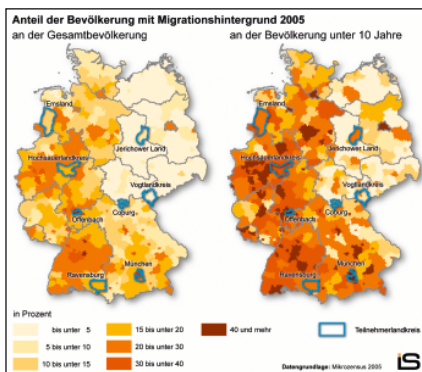 Anteil der Bevölkerung mit Migrationshintergrund 2005
an der Gesamtbevölkerung
an der Bevölkerung unter 10 Jahre
Emsland
Jerichower Land
Hochsauerlandkreis
Vogtlandkreis
Coburg
Offenbach
München
Ravensburg
Emsland
Jerichower Land
Hochsauerlandkreis
Vogtlandkreis
Coburg
Offenbach
München
Ravensburg
in Prozent
bis unter 5
15 bis unter 20
40 und mehr
Teilnehmerlandkreis
5 bis unter 10
20 bis unter 30
10 bis unter 15
30 bis unter 40
Datengrundlage: Mikrozensus 2005
iS